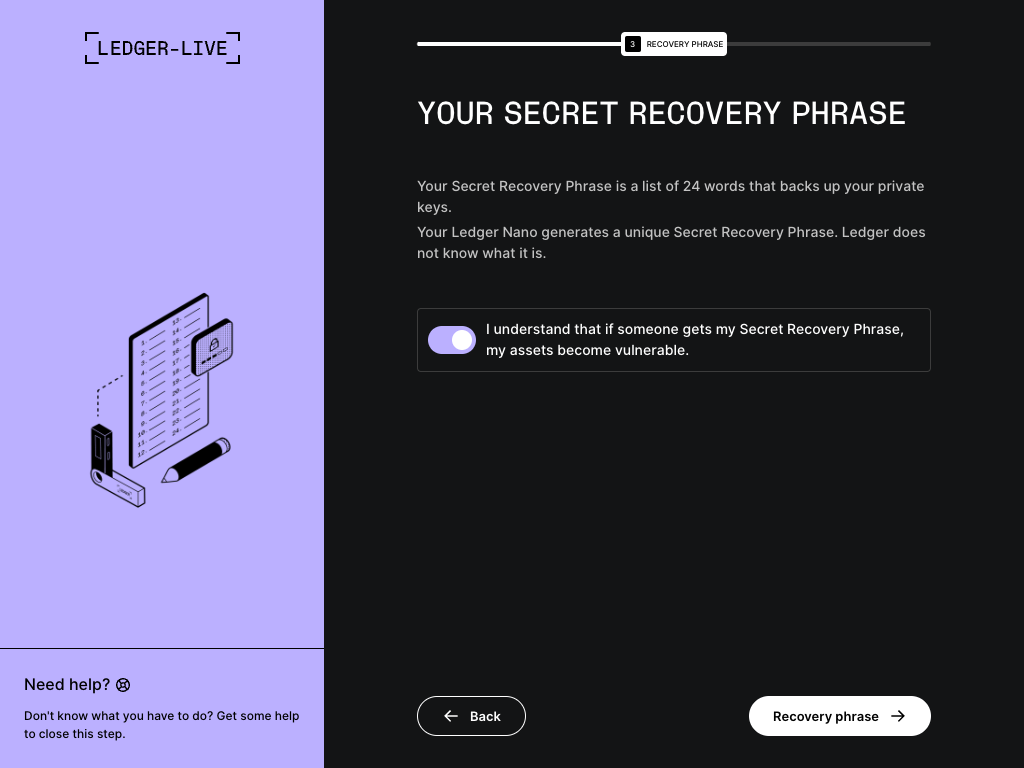 LEDGER-LIVE
3 RECOVERY PHRASE
YOUR SECRET RECOVERY PHRASE
Your Secret Recovery Phrase is a list of 24 words that backs up your private
keys.
Your Ledger Nano generates a unique Secret Recovery Phrase. Ledger does
not know what it is.
I understand that if someone gets my Secret Recovery Phrase,
my assets become vulnerable.
Need help?
Don't know what you have to do? Get some help
to close this step.
Back
Recovery phrase